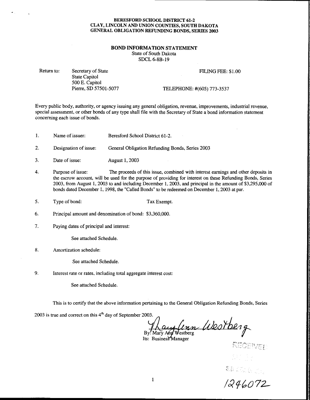 BERESFORD SCHOOL DISTRICT 61-2
CLAY, LINCOLN AND UNION COUNTIES, SOUTH DAKOTA
GENERAL OBLIGATION REFUNDING BONDS, SERIES 2003
BOND INFORMATION STATEMENT
State of South Dakota
SDCL 6-8B-19
Return to: Secretary of State FILING FEE: $1.00
State Capitol
500 E. Capitol
Pierre, SD 57501-5077 TELEPHONE: #(605) 773-3537
Every public body, authority, or agency issuing any general obligation, revenue, improvements, industrial revenue,
special assessment, or other bonds of any type shall file with the Secretary of State a bond information statement
concerning each issue of bonds.
1. Name of issuer: Beresford School District 61-2.
2. Designation of issue: General Obligation Refunding Bonds, Series 2003
3. Date of issue: August 1, 2003
4. Purpose of issue: The proceeds of this issue, combined with interest earnings and other deposits in
the escrow account, will be used for the purpose of providing for interest on these Refunding Bonds, Series
2003, from August 1, 2003 to and including December 1, 2003, and principal in the amount of $3,295,000 of
bonds dated December 1, 1998, the "Called Bonds" to be redeemed on December 1, 2003 at par.
5. Type of bond: Tax Exempt.
6. Principal amount and denomination of bond: $3,360,000.
7. Paying dates of principal and interest:
See attached Schedule.
8. Amortization schedule:
See attached Schedule.
9. Interest rate or rates, including total aggregate interest cost:
See attached Schedule.
This is to certify that the above information pertaining to the General Obligation Refunding Bonds, Series
2003 is true and correct on this 4th day of September 2003.
Mary Ann Westberg
By: Mary Ann Westberg
Its: Business Manager
RECEIVED
1
1296072